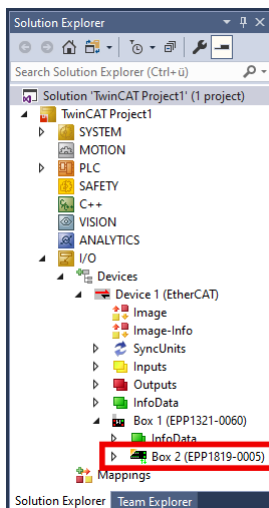 Solution Explorer
Search Solution Explorer (Ctrl+ü)
Solution 'TwinCAT Project1' (1 project)
TwinCAT Project1
SYSTEM
MOTION
PLC
SAFETY
C++
VISION
ANALYTICS
I/O
Devices
Device 1 (EtherCAT)
Image
Image-Info
SyncUnits
Inputs
Outputs
InfoData
Box 1 (EPP1321-0060)
InfoData
Box 2 (EPP1819-0005)
Mappings
Solution Explorer Team Explorer